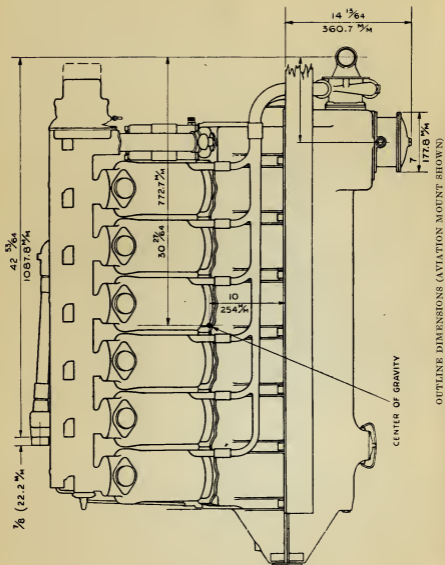 14 13/64
360.7 M/M
42 53/64
1087.8 M/M
772.7 M/M
30 27/64
7
177.8 M/M
10
254 M/M
7/8 (22.2 M/M
CENTER OF GRAVITY
OUTLINE DIMENSIONS (AVIATION MOUNT SHOWN)